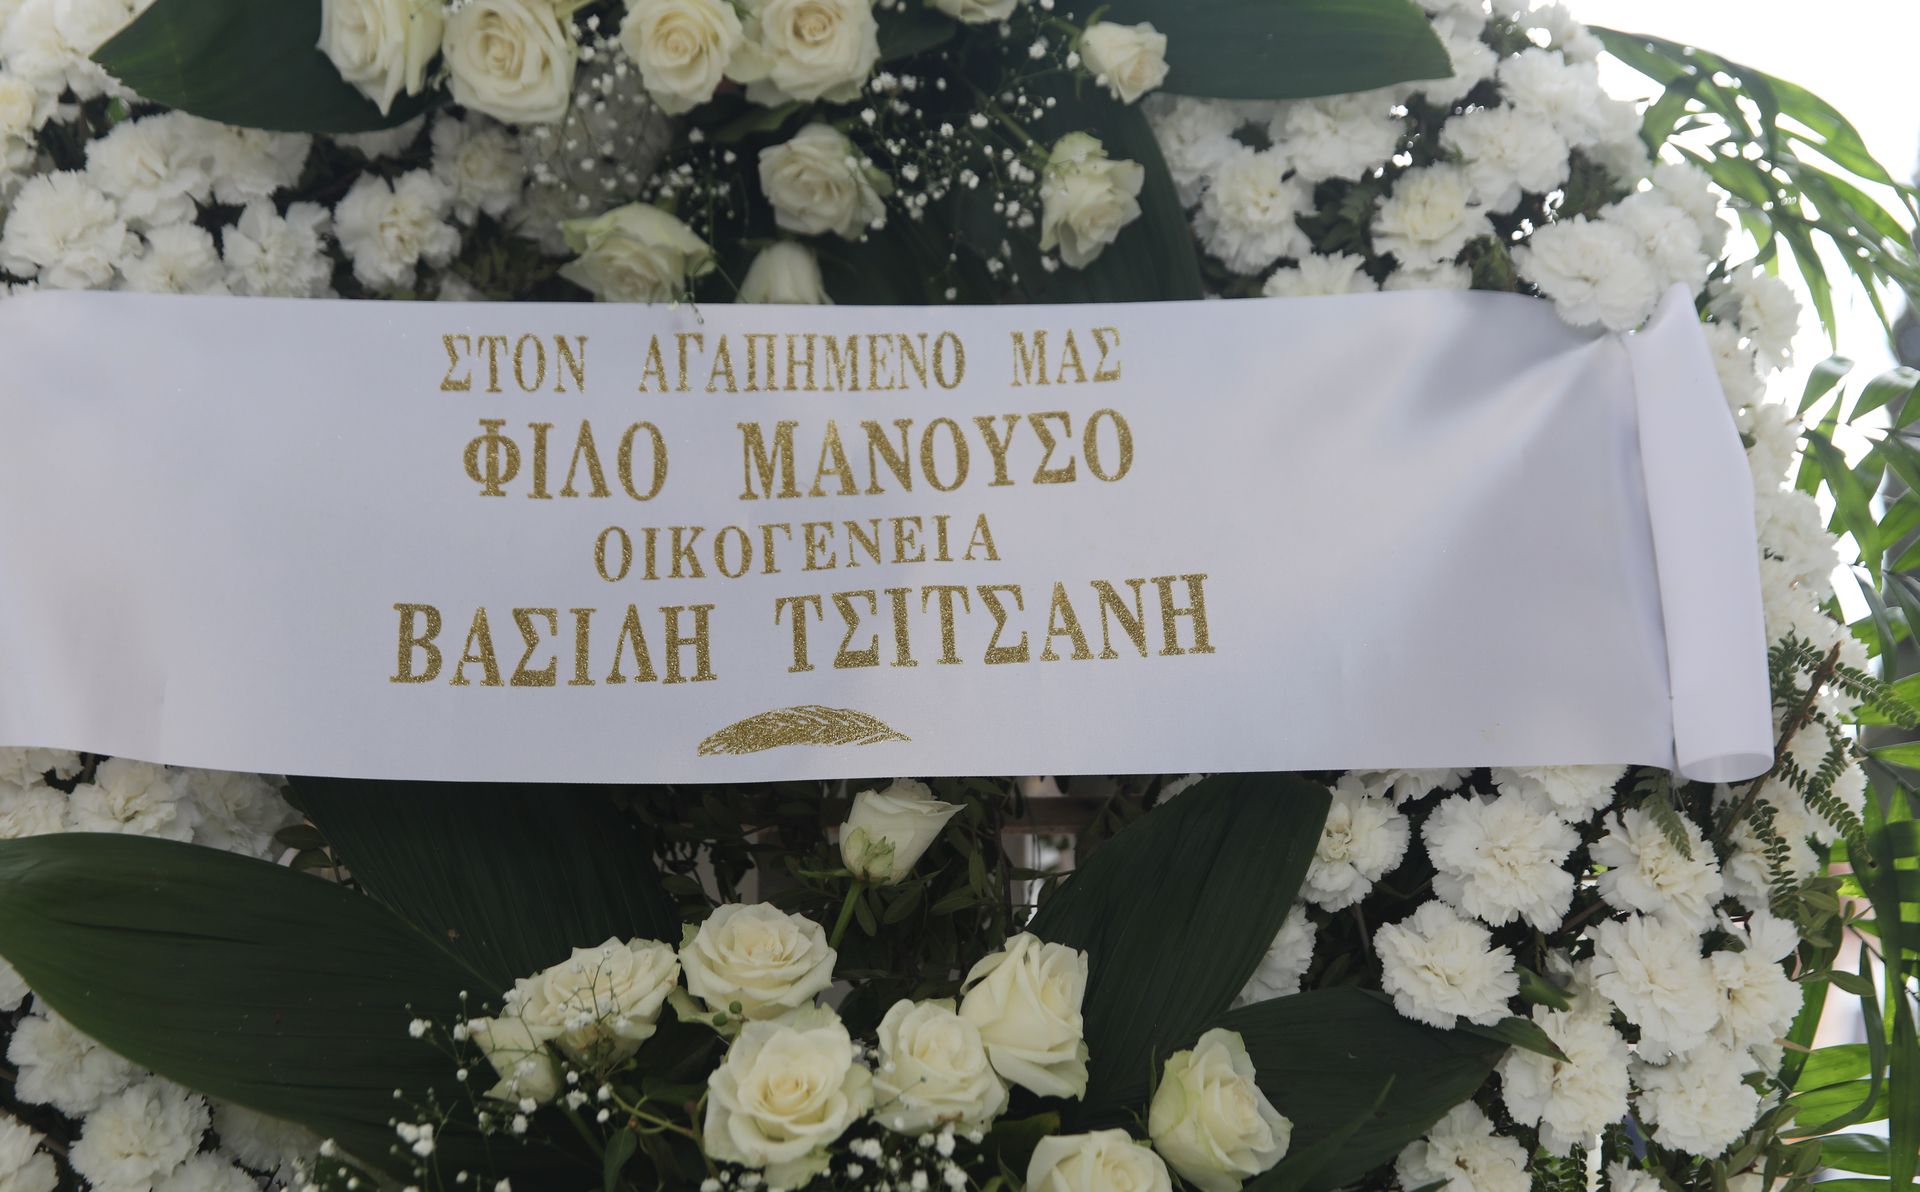 ΣΤΟΝ ΑΓΑΠΗΜΕΝΟ ΜΑΣ
ΦΙΛΟ ΜΑΝΟΥΣΟ
ΟΙΚΟΓΕΝΕΙΑ
ΒΑΣΙΛΗ ΤΣΙΤΣΑΝΗ